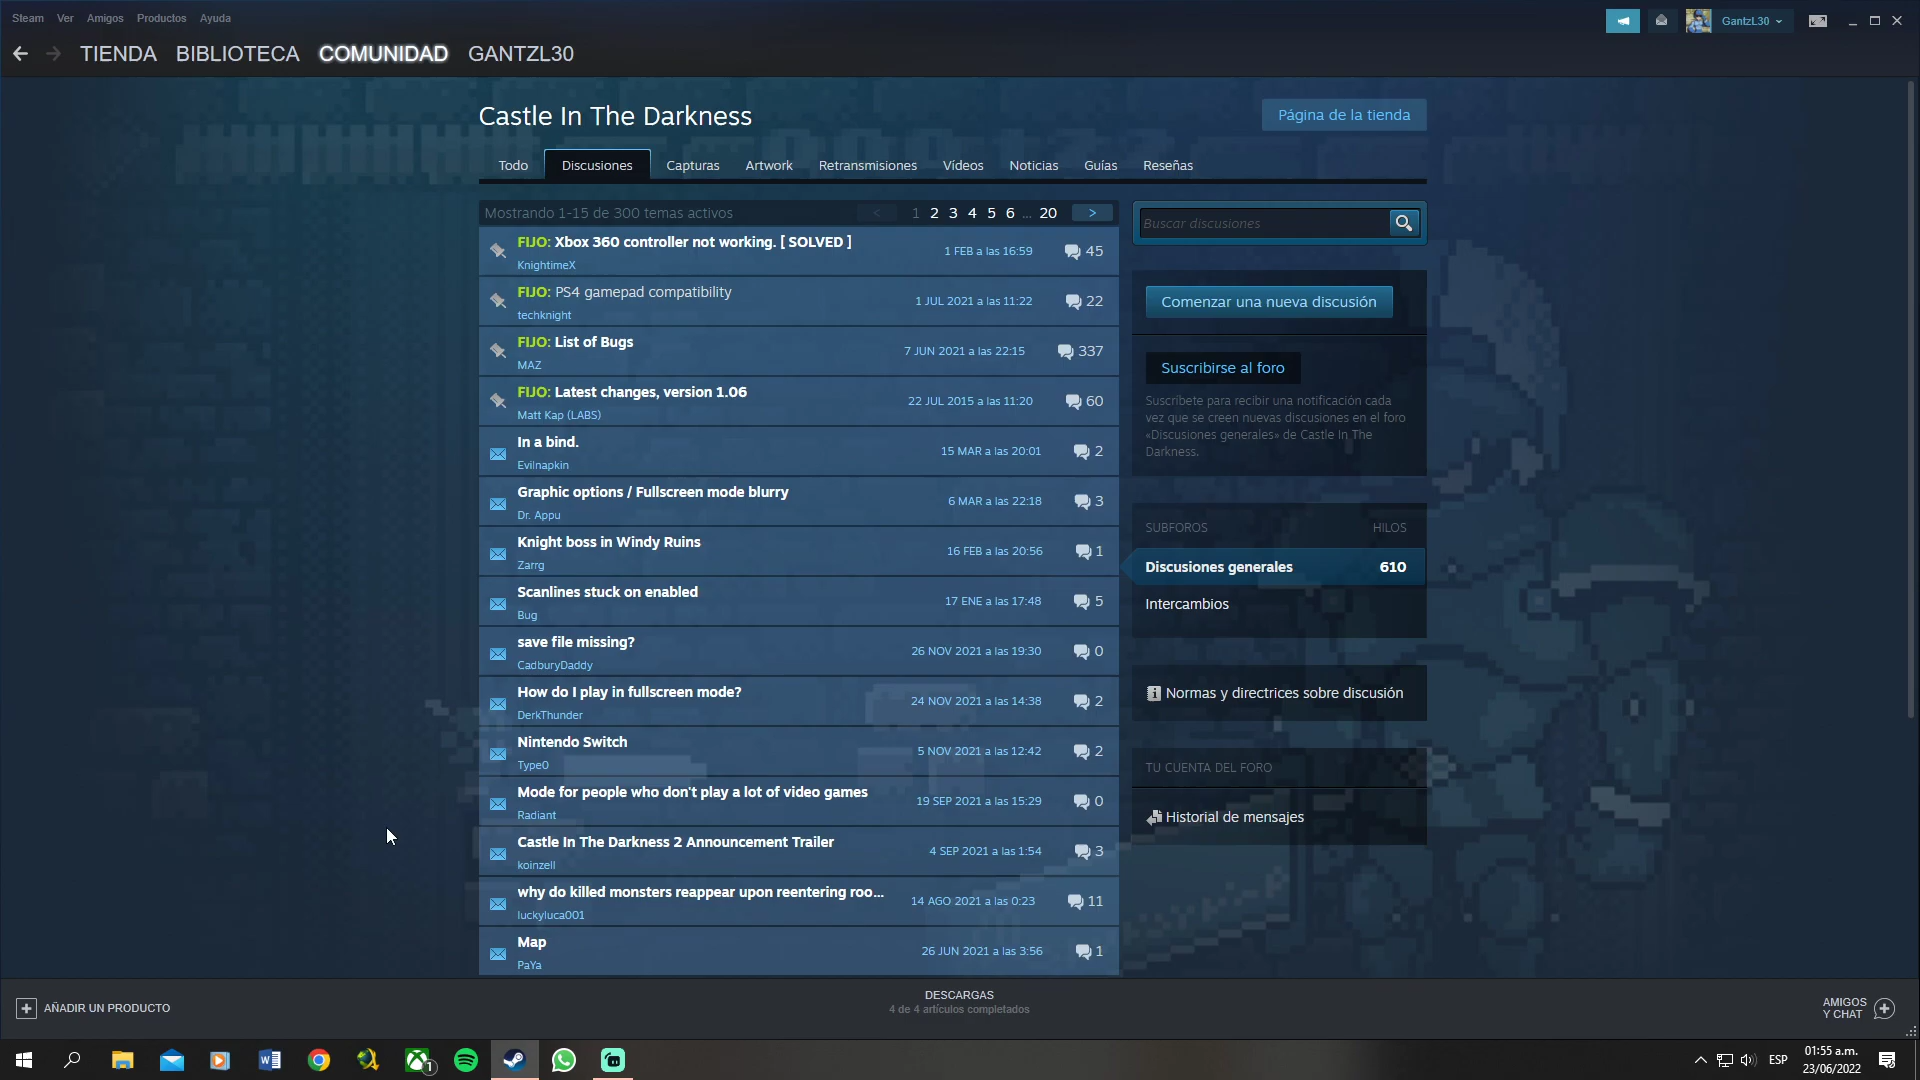 Steam Ver Amigos Productos Ayuda
GantzL30
TIENDA BIBLIOTECA COMUNIDAD GANTZL30
Castle In The Darkness
Página de la tienda
Todo Discusiones Capturas Artwork Retransmisiones Vídeos Noticias Guías Reseñas
Mostrando 1-15 de 300 temas activos < 1 2 3 4 5 6 ... 20 >
FIJO: Xbox 360 controller not working. [ SOLVED ]
KnightimeX
1 FEB a las 16:59 45
FIJO: PS4 gamepad compatibility
techknight
1 JUL 2021 a las 11:22 22
FIJO: List of Bugs
MAZ
7 JUN 2021 a las 22:15 337
FIJO: Latest changes, version 1.06
Matt Kap (LABS)
22 JUL 2015 a las 11:20 60
In a bind.
Evilnapkin
15 MAR a las 20:01 2
Graphic options / Fullscreen mode blurry
Dr. Appu
6 MAR a las 22:18 3
Knight boss in Windy Ruins
Zarrg
16 FEB a las 20:56 1
Scanlines stuck on enabled
Bug
17 ENE a las 17:48 5
save file missing?
CadburyDaddy
26 NOV 2021 a las 19:30 0
How do I play in fullscreen mode?
DerkThunder
24 NOV 2021 a las 14:38 2
Nintendo Switch
Type0
5 NOV 2021 a las 12:42 2
Mode for people who don't play a lot of video games
Radiant
19 SEP 2021 a las 15:29 0
Castle In The Darkness 2 Announcement Trailer
koinzell
4 SEP 2021 a las 1:54 3
why do killed monsters reappear upon reentering roo...
luckyluca001
14 AGO 2021 a las 0:23 11
Map
PaYa
26 JUN 2021 a las 3:56 1
Buscar discusiones
Comenzar una nueva discusión
Suscribirse al foro
Suscríbete para recibir una notificación cada
vez que se creen nuevas discusiones en el foro
«Discusiones generales» de Castle In The
Darkness.
SUBFOROS HILOS
Discusiones generales 610
Intercambios
Normas y directrices sobre discusión
TU CUENTA DEL FORO
Historial de mensajes
AÑADIR UN PRODUCTO
DESCARGAS
4 de 4 artículos completados
AMIGOS
Y CHAT
1
ESP
01:55 a.m.
23/06/2022